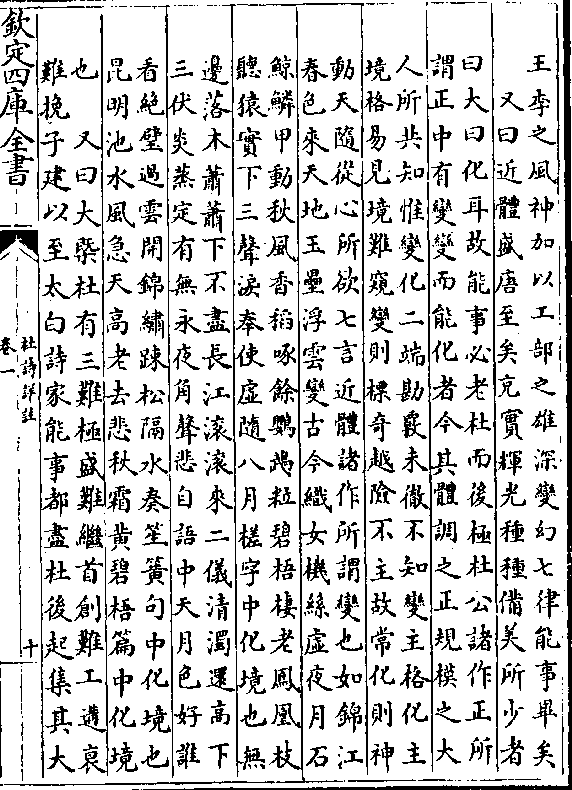 王李之風神加以工部之雄深變幻七律能事畢矣
又曰近體盛唐至矣充實輝光種種備美所少者
曰大曰化耳故能事必老杜而後極杜公諸作正所
謂正中有變變而能化者今其體調之正規模之大
人所共知惟變化二端勘覈未徹不知變主格化主
境格易見境難窺變則標奇越險不主故常化則神
動天隨從心所欲七言近體諸作所謂變也如錦江
春色來天地玉壘浮雲變古今織女機絲虛夜月石
鯨鱗甲動秋風香稻啄餘鸚鵡粒碧梧棲老鳳凰枝
聽猿實下三聲淚奉使虛隨八月槎字中化境也無
邊落木蕭蕭下不盡長江滾滾來二儀清濁還高下
三伏炎蒸定有無永夜角聲悲自語中天月色好誰
看絶壁過雲開錦繡踈松隔水奏笙簧句中化境也
昆明池水風急天高老去悲秋霜黃碧梧篇中化境
也 又曰大槩杜有三難極盛難繼首創難工遘衰
難挽子建以至太白詩家能事都盡杜後起集其大
欽定四庫全書
卷一
杜詩詳註
十